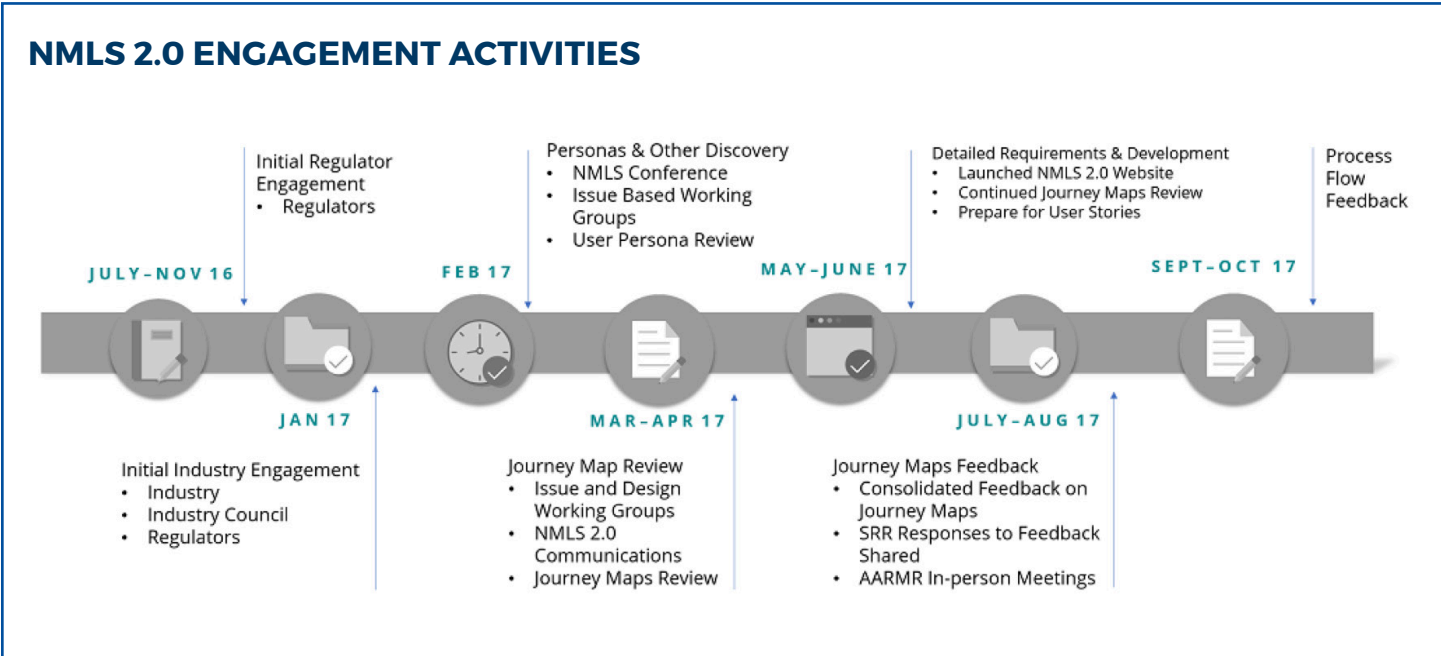 NMLS 2.0 ENGAGEMENT ACTIVITIES
JULY–NOV 16
Initial Regulator
Engagement
• Regulators
JAN 17
Initial Industry Engagement
• Industry
• Industry Council
• Regulators
FEB 17
Personas & Other Discovery
• NMLS Conference
• Issue Based Working
Groups
• User Persona Review
MAR–APR 17
Journey Map Review
• Issue and Design
Working Groups
• NMLS 2.0
Communications
• Journey Maps Review
MAY–JUNE 17
Detailed Requirements & Development
• Launched NMLS 2.0 Website
• Continued Journey Maps Review
• Prepare for User Stories
JULY–AUG 17
Journey Maps Feedback
• Consolidated Feedback on
Journey Maps
• SRR Responses to Feedback
Shared
• AARMR In-person Meetings
SEPT–OCT 17
Process
Flow
Feedback